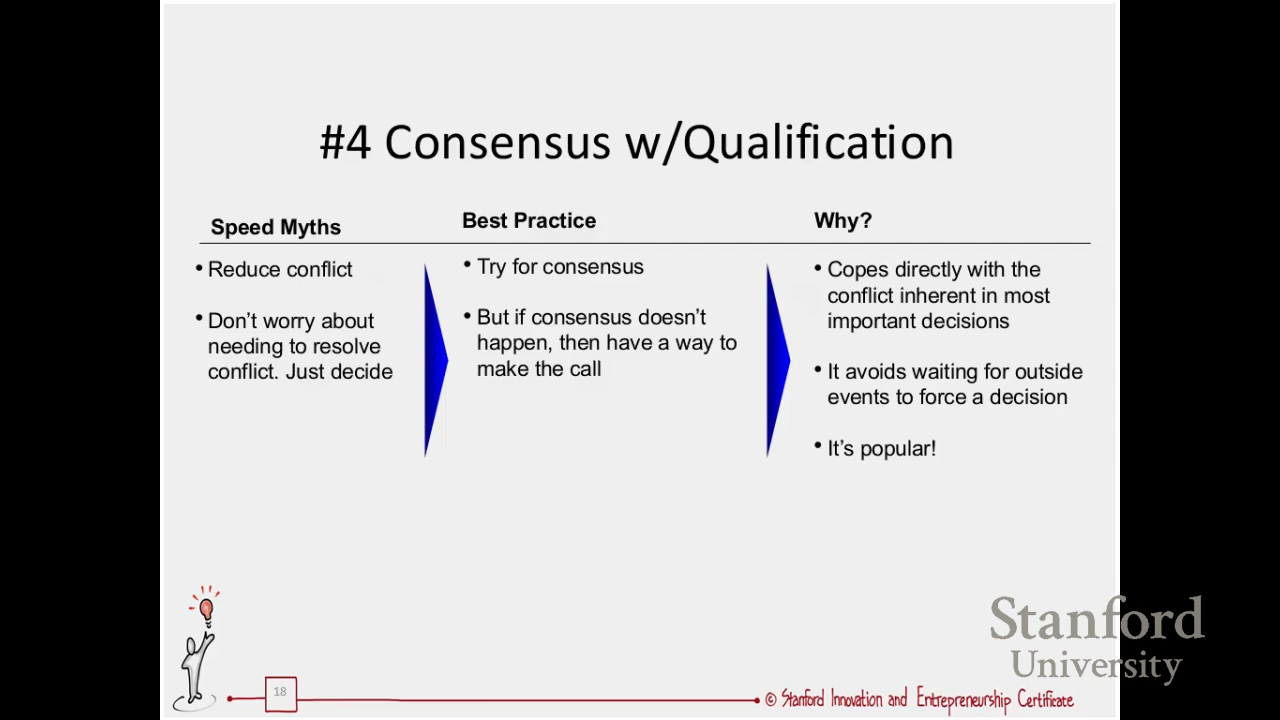 #4 Consensus w/Qualification
Speed Myths
• Reduce conflict
• Don’t worry about
needing to resolve
conflict. Just decide
Best Practice
• Try for consensus
• But if consensus doesn’t
happen, then have a way to
make the call
Why?
• Copes directly with the
conflict inherent in most
important decisions
• It avoids waiting for outside
events to force a decision
• It’s popular!
Stanford
University
18
© Stanford Innovation and Entrepreneurship Certificate